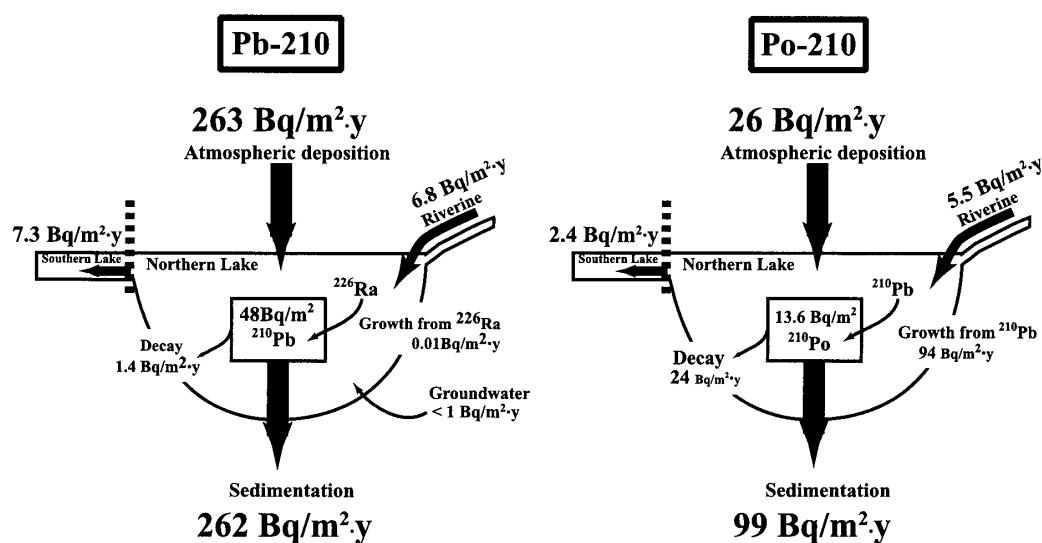 Pb-210
263 Bq/m²·y
Atmospheric deposition
6.8 Bq/m²·y
Riverine
7.3 Bq/m²·y
Southern Lake
Northern Lake
²²⁶Ra
48Bq/m²
²¹⁰Pb
Growth from ²²⁶Ra
0.01Bq/m²·y
Decay
1.4 Bq/m²·y
Groundwater
< 1 Bq/m²·y
Sedimentation
262 Bq/m²·y
Po-210
26 Bq/m²·y
Atmospheric deposition
5.5 Bq/m²·y
Riverine
2.4 Bq/m²·y
Southern Lake
Northern Lake
²¹⁰Pb
13.6 Bq/m²
²¹⁰Po
Growth from ²¹⁰Pb
94 Bq/m²·y
Decay
24 Bq/m²·y
Sedimentation
99 Bq/m²·y